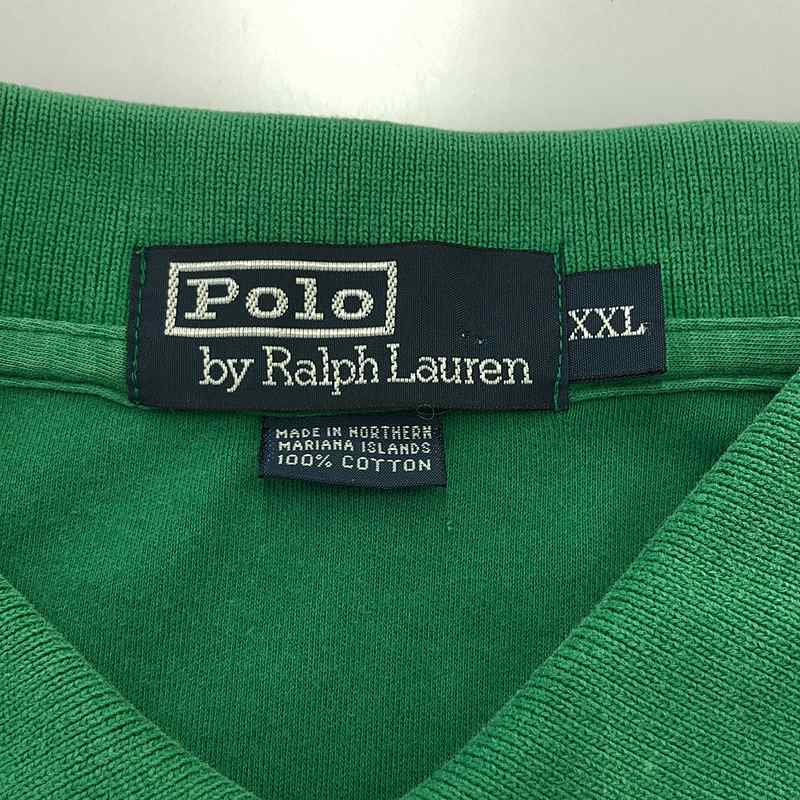 Polo
by Ralph Lauren
XXL
MADE IN NORTHERN
MARIANA ISLANDS
100% COTTON